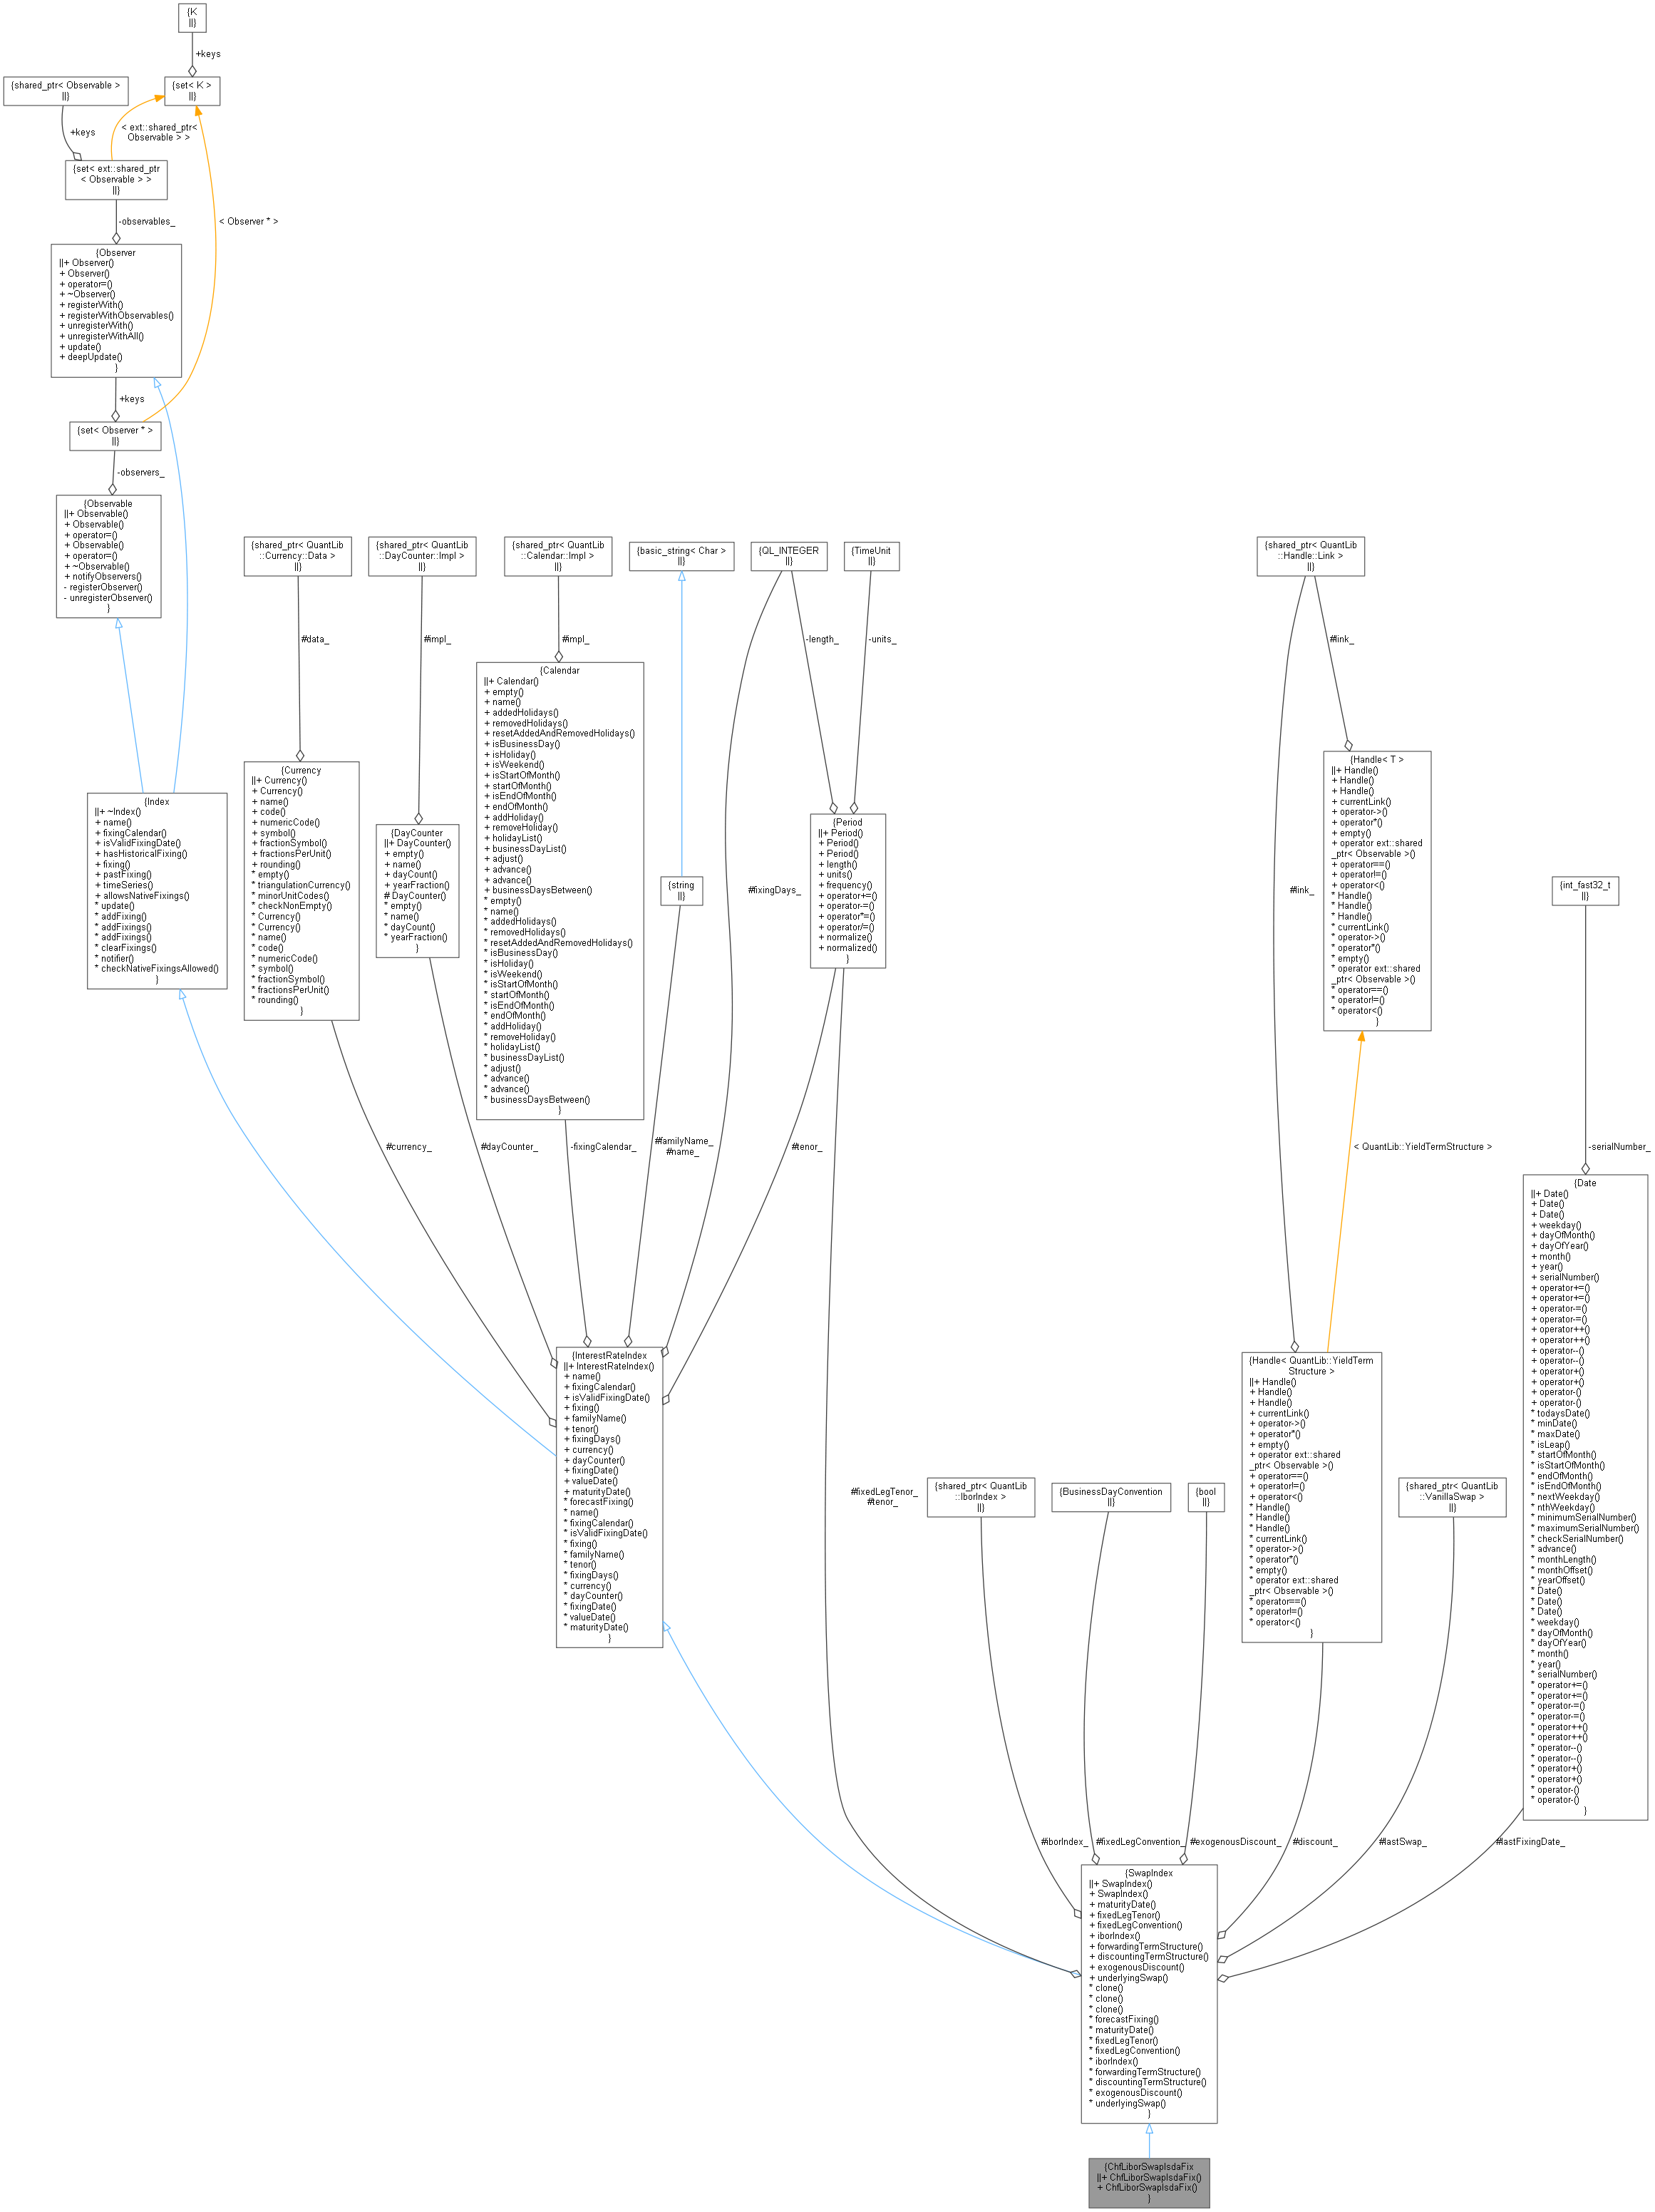 {K
||}
+keys
{shared_ptr< Observable >
||}
{set< K >
||}
+keys
< ext::shared_ptr<
Observable > >
{set< ext::shared_ptr
< Observable > >
||}
-observables_
< Observer * >
{Observer
||+ Observer()
+ Observer()
+ operator=()
+ ~Observer()
+ registerWith()
+ registerWithObservables()
+ unregisterWith()
+ unregisterWithAll()
+ update()
+ deepUpdate()
}
+keys
{set< Observer * >
||}
-observers_
{Observable
||+ Observable()
+ Observable()
+ operator=()
+ Observable()
+ operator=()
+ ~Observable()
+ notifyObservers()
- registerObserver()
- unregisterObserver()
}
{shared_ptr< QuantLib
::Currency::Data >
||}
{shared_ptr< QuantLib
::DayCounter::Impl >
||}
{shared_ptr< QuantLib
::Calendar::Impl >
||}
{basic_string< Char >
||}
{QL_INTEGER
||}
{TimeUnit
||}
{shared_ptr< QuantLib
::Handle::Link >
||}
#data_
#impl_
#impl_
-length_
-units_
#link_
{Index
||+ ~Index()
+ name()
+ fixingCalendar()
+ isValidFixingDate()
+ hasHistoricalFixing()
+ fixing()
+ pastFixing()
+ timeSeries()
+ allowsNativeFixings()
* update()
* addFixing()
* addFixings()
* addFixings()
* clearFixings()
* notifier()
* checkNativeFixingsAllowed()
}
{Currency
||+ Currency()
+ Currency()
+ name()
+ code()
+ numericCode()
+ symbol()
+ fractionSymbol()
+ fractionsPerUnit()
+ rounding()
* empty()
* triangulationCurrency()
* minorUnitCodes()
* checkNonEmpty()
* Currency()
* Currency()
* name()
* code()
* numericCode()
* symbol()
* fractionSymbol()
* fractionsPerUnit()
* rounding()
}
{DayCounter
||+ DayCounter()
+ empty()
+ name()
+ dayCount()
+ yearFraction()
# DayCounter()
* empty()
* name()
* dayCount()
* yearFraction()
}
{Calendar
||+ Calendar()
+ empty()
+ name()
+ addedHolidays()
+ removedHolidays()
+ resetAddedAndRemovedHolidays()
+ isBusinessDay()
+ isHoliday()
+ isWeekend()
+ isStartOfMonth()
+ startOfMonth()
+ isEndOfMonth()
+ endOfMonth()
+ addHoliday()
+ removeHoliday()
+ holidayList()
+ businessDayList()
+ adjust()
+ advance()
+ advance()
+ businessDaysBetween()
* empty()
* name()
* addedHolidays()
* removedHolidays()
* resetAddedAndRemovedHolidays()
* isBusinessDay()
* isHoliday()
* isWeekend()
* isStartOfMonth()
* startOfMonth()
* isEndOfMonth()
* endOfMonth()
* addHoliday()
* removeHoliday()
* holidayList()
* businessDayList()
* adjust()
* advance()
* advance()
* businessDaysBetween()
}
{string
||}
#fixingDays_
{Period
||+ Period()
+ Period()
+ Period()
+ length()
+ units()
+ frequency()
+ operator+=()
+ operator-=()
+ operator*=()
+ operator/=()
+ normalize()
+ normalized()
}
#link_
{Handle< T >
||+ Handle()
+ Handle()
+ Handle()
+ currentLink()
+ operator->()
+ operator*()
+ empty()
+ operator ext::shared
_ptr< Observable >()
+ operator==()
+ operator!=()
+ operator<()
* Handle()
* Handle()
* Handle()
* currentLink()
* operator->()
* operator*()
* empty()
* operator ext::shared
_ptr< Observable >()
* operator==()
* operator!=()
* operator<()
}
{int_fast32_t
||}
#currency_
#dayCounter_
-fixingCalendar_
#familyName_
#name_
#tenor_
< QuantLib::YieldTermStructure >
-serialNumber_
{InterestRateIndex
||+ InterestRateIndex()
+ name()
+ fixingCalendar()
+ isValidFixingDate()
+ fixing()
+ familyName()
+ tenor()
+ fixingDays()
+ currency()
+ dayCounter()
+ fixingDate()
+ valueDate()
+ maturityDate()
* forecastFixing()
* name()
* fixingCalendar()
* isValidFixingDate()
* fixing()
* familyName()
* tenor()
* fixingDays()
* currency()
* dayCounter()
* fixingDate()
* valueDate()
* maturityDate()
}
#fixedLegTenor_
#tenor_
{shared_ptr< QuantLib
::IborIndex >
||}
{BusinessDayConvention
||}
{bool
||}
{Handle< QuantLib::YieldTerm
Structure >
||+ Handle()
+ Handle()
+ Handle()
+ currentLink()
+ operator->()
+ operator*()
+ empty()
+ operator ext::shared
_ptr< Observable >()
+ operator==()
+ operator!=()
+ operator<()
* Handle()
* Handle()
* Handle()
* currentLink()
* operator->()
* operator*()
* empty()
* operator ext::shared
_ptr< Observable >()
* operator==()
* operator!=()
* operator<()
}
{shared_ptr< QuantLib
::VanillaSwap >
||}
{Date
||+ Date()
+ Date()
+ Date()
+ weekday()
+ dayOfMonth()
+ dayOfYear()
+ month()
+ year()
+ serialNumber()
+ operator+=()
+ operator+=()
+ operator-=()
+ operator-=()
+ operator++()
+ operator++()
+ operator--()
+ operator--()
+ operator+()
+ operator+()
+ operator-()
+ operator-()
* todaysDate()
* minDate()
* maxDate()
* isLeap()
* startOfMonth()
* isStartOfMonth()
* endOfMonth()
* isEndOfMonth()
* nextWeekday()
* nthWeekday()
* minimumSerialNumber()
* maximumSerialNumber()
* checkSerialNumber()
* advance()
* monthLength()
* monthOffset()
* yearOffset()
* Date()
* Date()
* Date()
* weekday()
* dayOfMonth()
* dayOfYear()
* month()
* year()
* serialNumber()
* operator+=()
* operator+=()
* operator-=()
* operator-=()
* operator++()
* operator++()
* operator--()
* operator--()
* operator+()
* operator+()
* operator-()
* operator-()
}
#iborIndex_
#fixedLegConvention_
#exogenousDiscount_
#discount_
#lastSwap_
#lastFixingDate_
{SwapIndex
||+ SwapIndex()
+ SwapIndex()
+ maturityDate()
+ fixedLegTenor()
+ fixedLegConvention()
+ iborIndex()
+ forwardingTermStructure()
+ discountingTermStructure()
+ exogenousDiscount()
+ underlyingSwap()
* clone()
* clone()
* clone()
* forecastFixing()
* maturityDate()
* fixedLegTenor()
* fixedLegConvention()
* iborIndex()
* forwardingTermStructure()
* discountingTermStructure()
* exogenousDiscount()
* underlyingSwap()
}
{ChfLiborSwapIsdaFix
||+ ChfLiborSwapIsdaFix()
+ ChfLiborSwapIsdaFix()
}